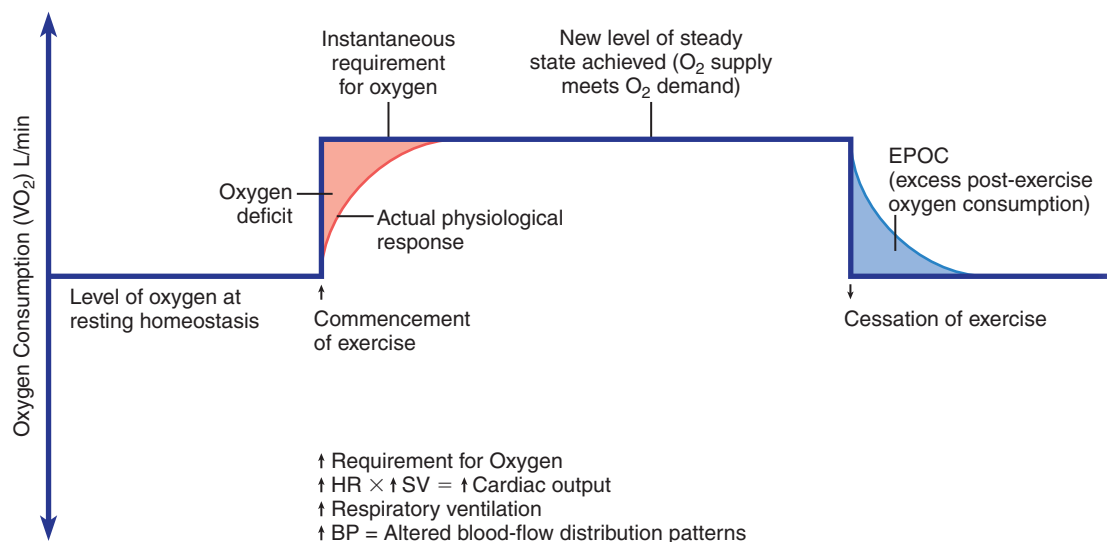 Oxygen Consumption (VO₂) L/min
Instantaneous
requirement
for oxygen
New level of steady
state achieved (O₂ supply
meets O₂ demand)
Oxygen
deficit
Actual physiological
response
EPOC
(excess post-exercise
oxygen consumption)
Level of oxygen at
resting homeostasis
↑
Commencement
of exercise
↓
Cessation of exercise
↑ Requirement for Oxygen
↑ HR × ↑ SV = ↑ Cardiac output
↑ Respiratory ventilation
↑ BP = Altered blood-flow distribution patterns